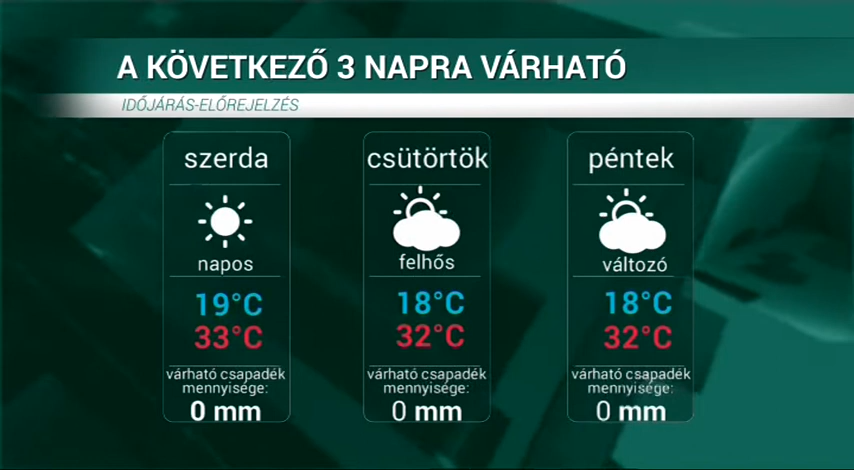 A KÖVETKEZŐ 3 NAPRA VÁRHATÓ
IDŐJÁRÁS-ELŐREJELZÉS
szerda
napos
19°C
33°C
várható csapadék
mennyisége:
0 mm
csütörtök
felhős
18°C
32°C
várható csapadék
mennyisége:
0 mm
péntek
változó
18°C
32°C
várható csapadék
mennyisége:
0 mm